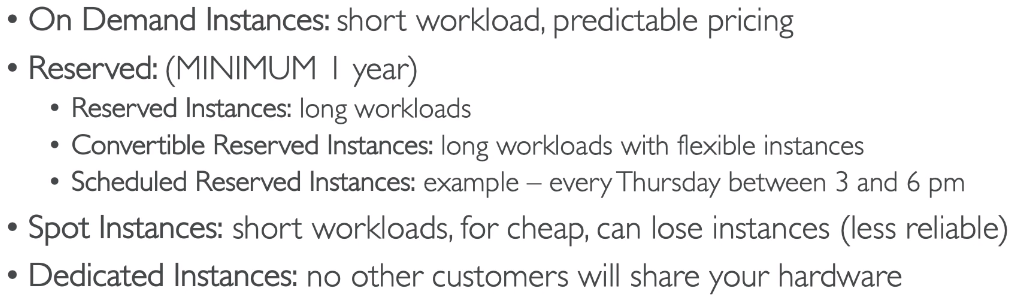 • On Demand Instances: short workload, predictable pricing
• Reserved: (MINIMUM 1 year)
• Reserved Instances: long workloads
• Convertible Reserved Instances: long workloads with flexible instances
• Scheduled Reserved Instances: example – every Thursday between 3 and 6 pm
• Spot Instances: short workloads, for cheap, can lose instances (less reliable)
• Dedicated Instances: no other customers will share your hardware